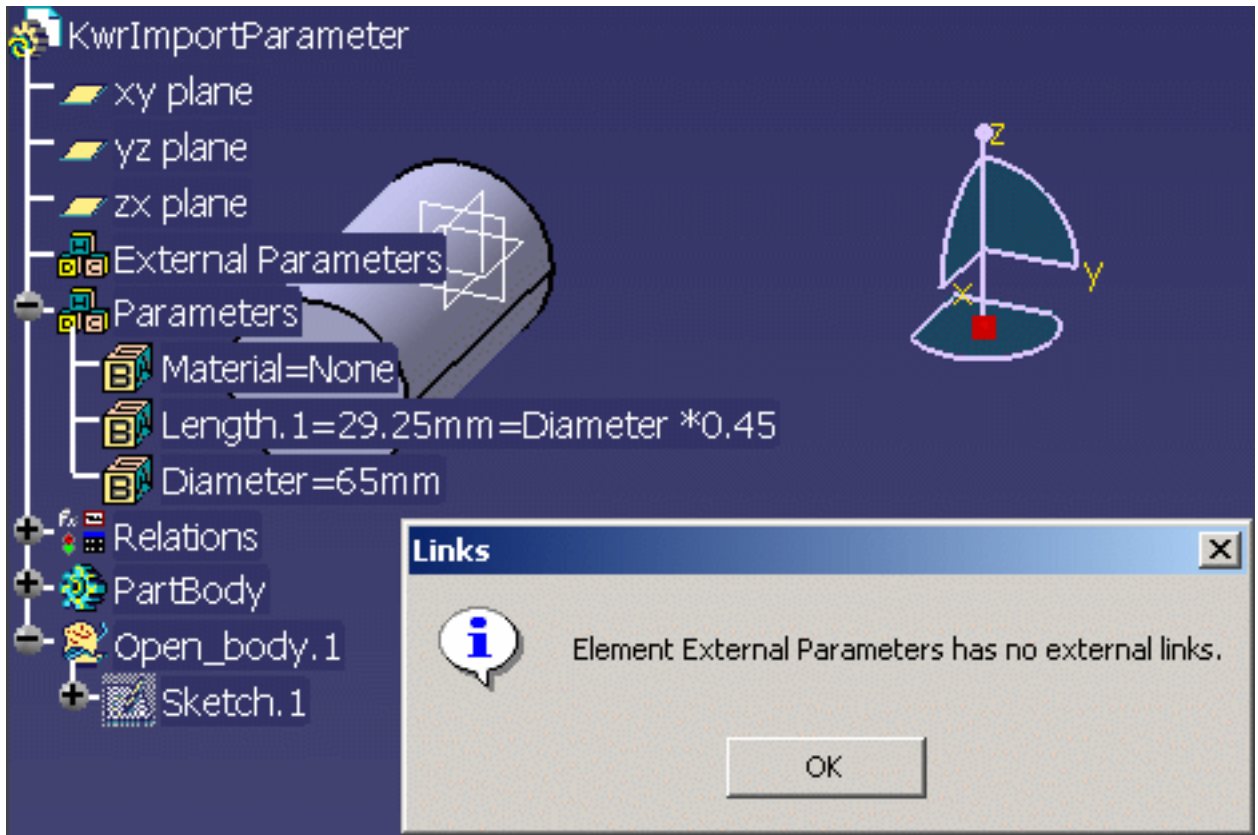 KwrImportParameter
xy plane
yz plane
zx plane
External Parameters
Parameters
Material=None
Length.1=29.25mm=Diameter *0.45
Diameter=65mm
Relations
PartBody
Open_body.1
Sketch.1
z
y
x
Links
Element External Parameters has no external links.
OK